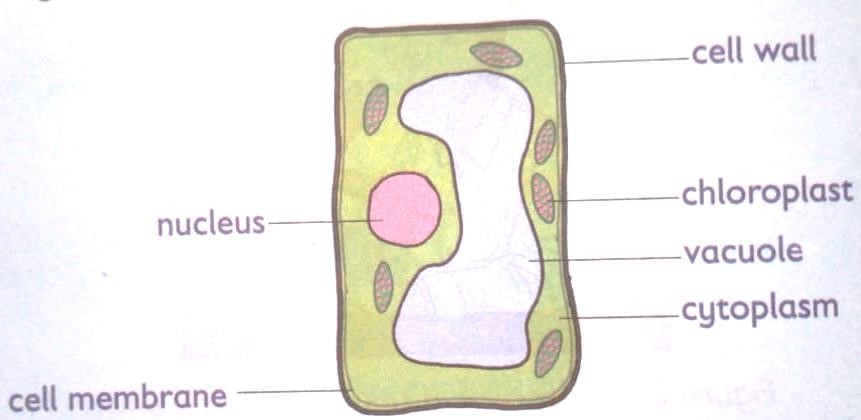 cell wall
chloroplast
nucleus
vacuole
cytoplasm
cell membrane